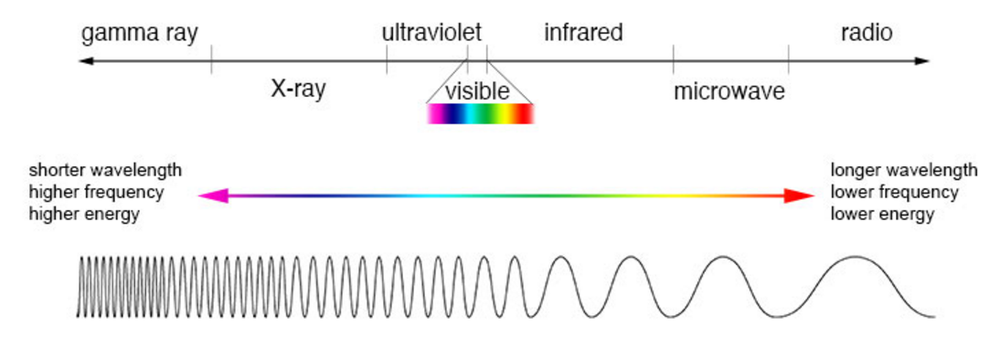 gamma ray ultraviolet infrared radio
X-ray visible microwave
shorter wavelength
higher frequency
higher energy
longer wavelength
lower frequency
lower energy